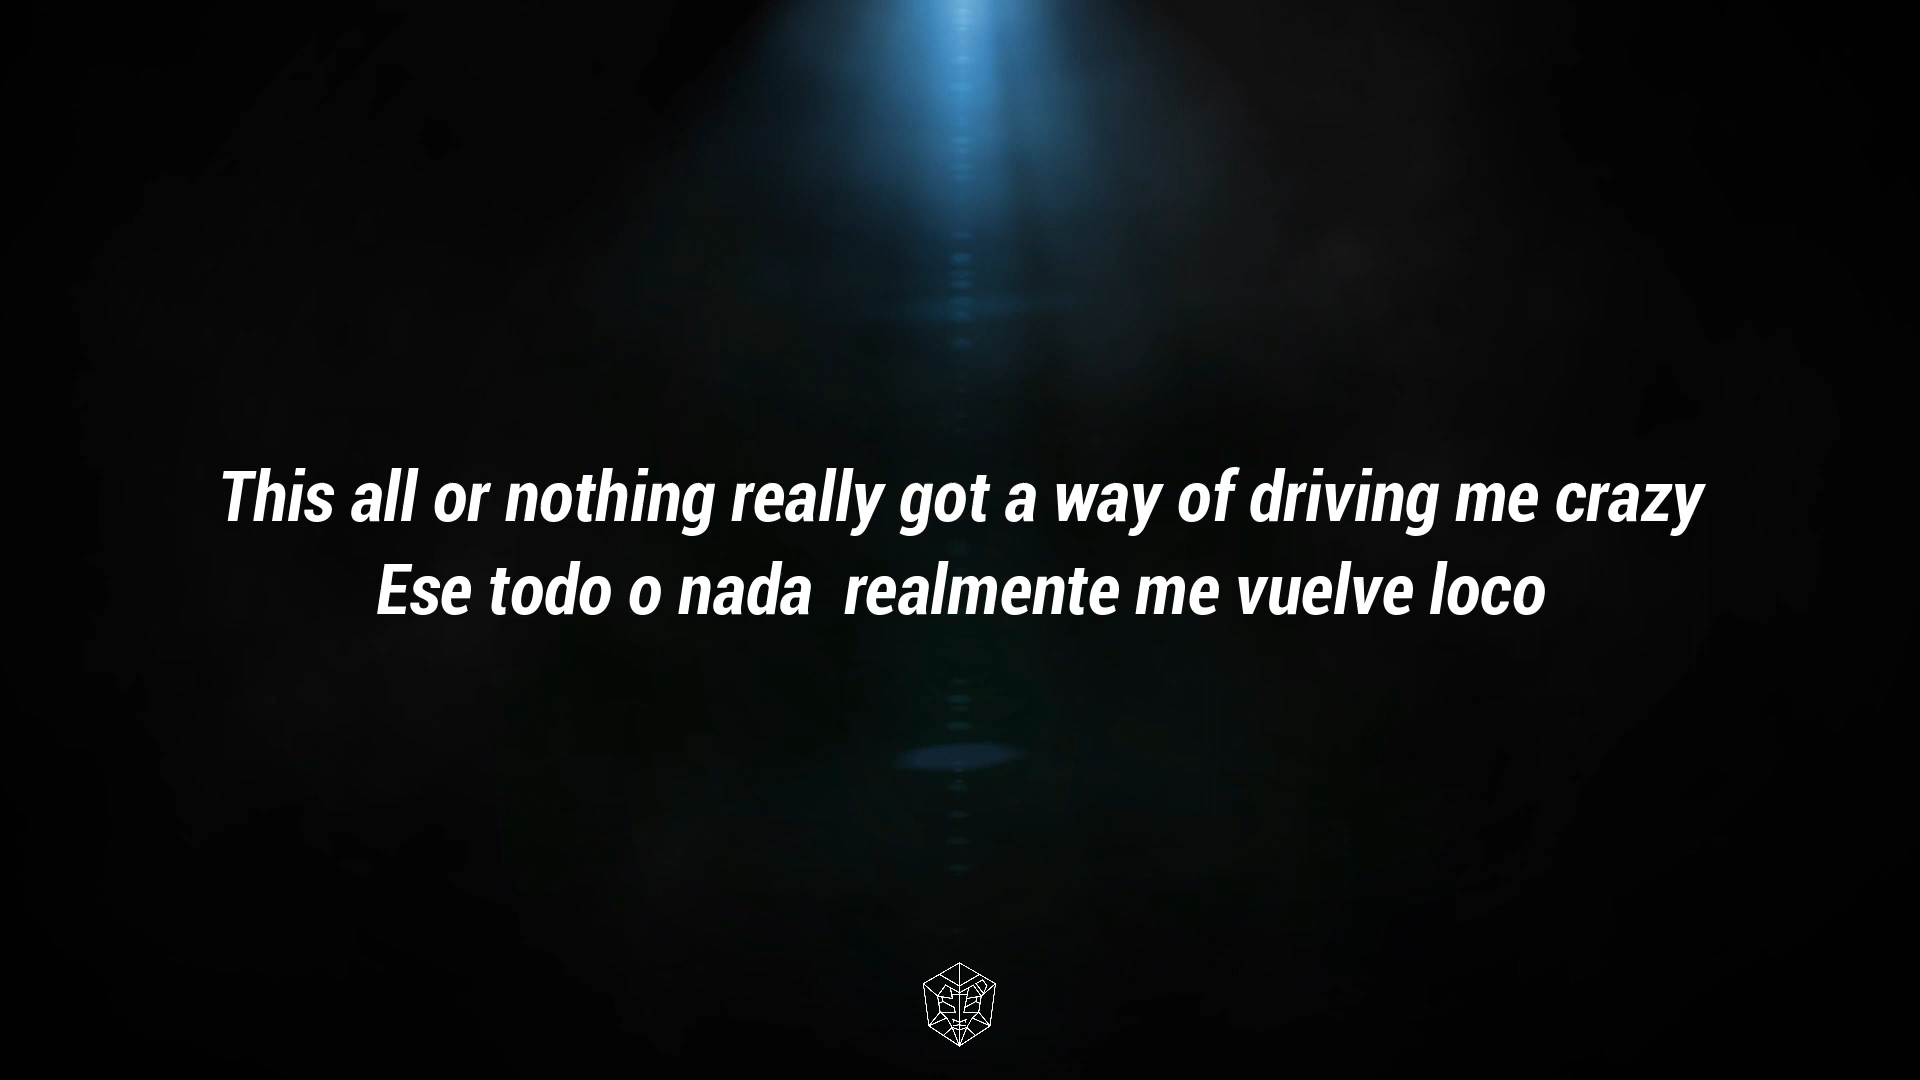 This all or nothing really got a way of driving me crazy
Ese todo o nada  realmente me vuelve loco